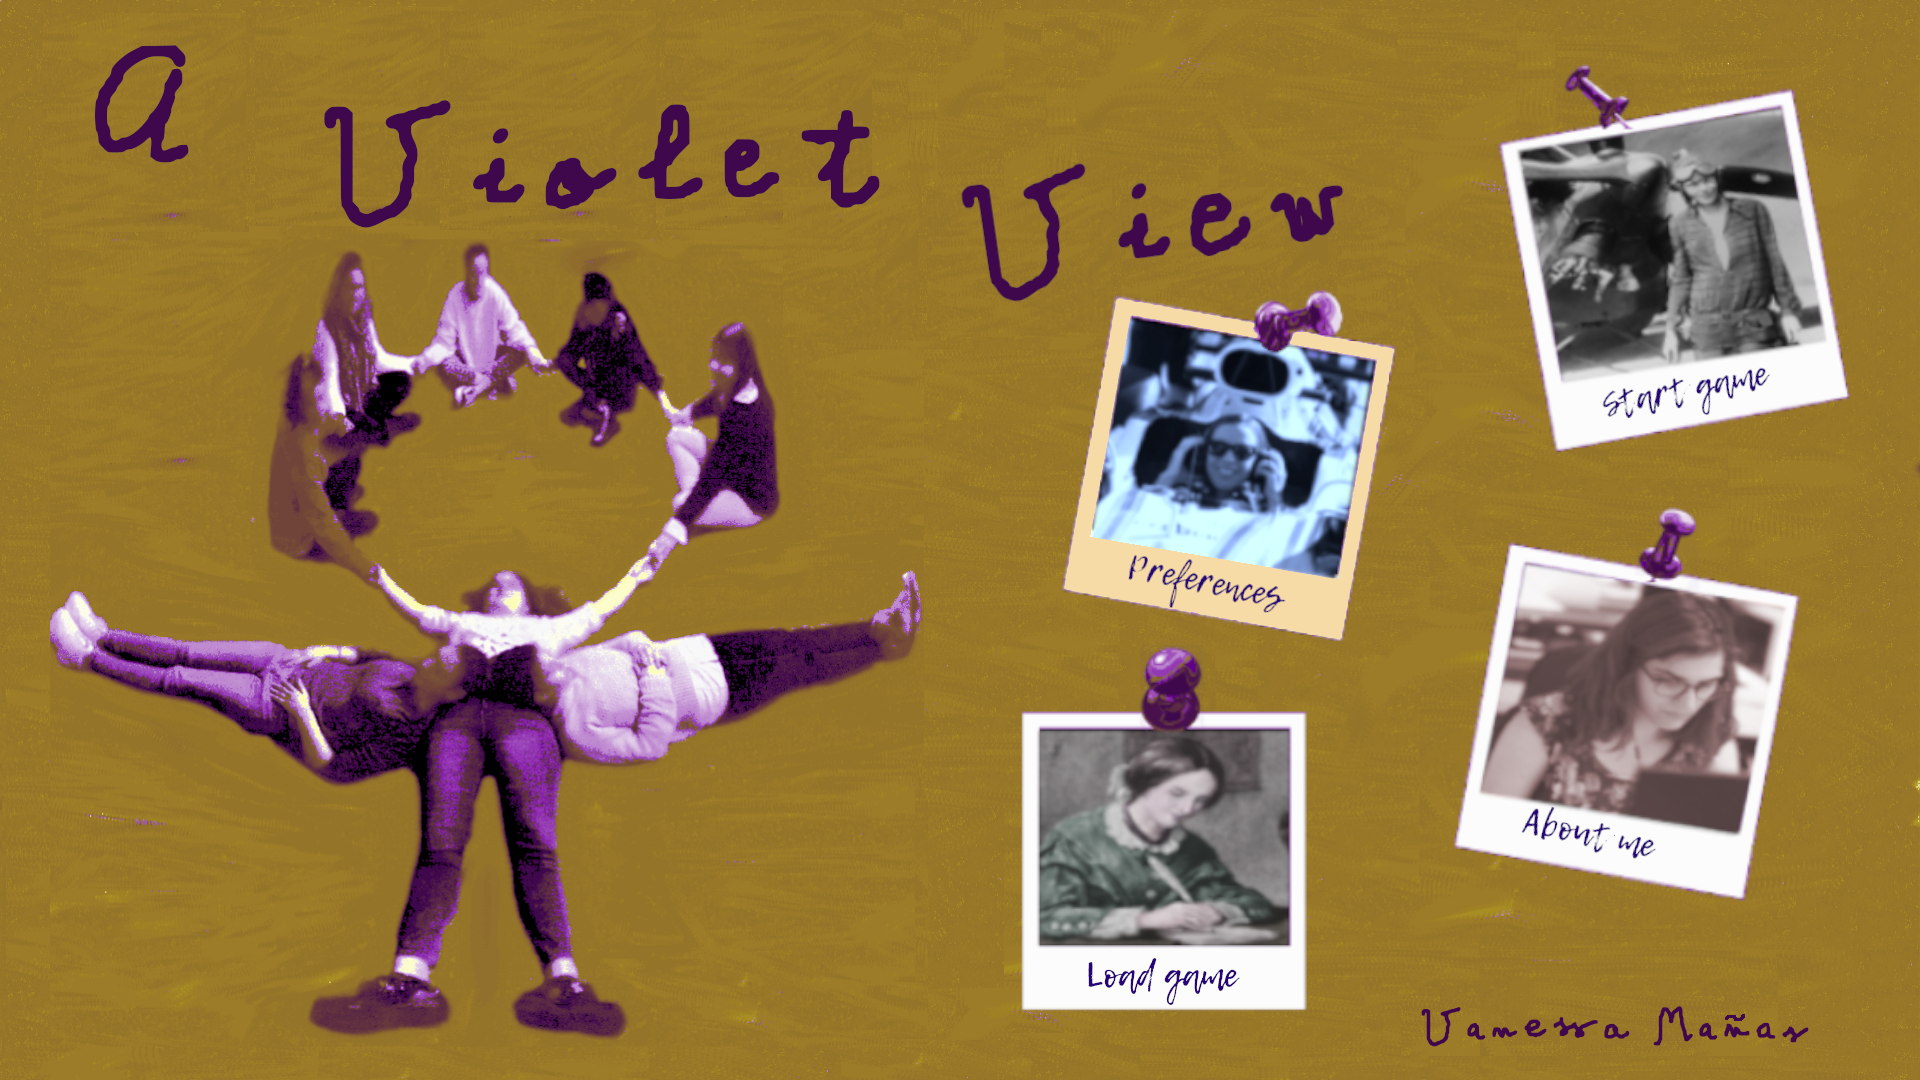 A Violet View
Start game
Preferences
About me
Load game
Vanessa Mañas